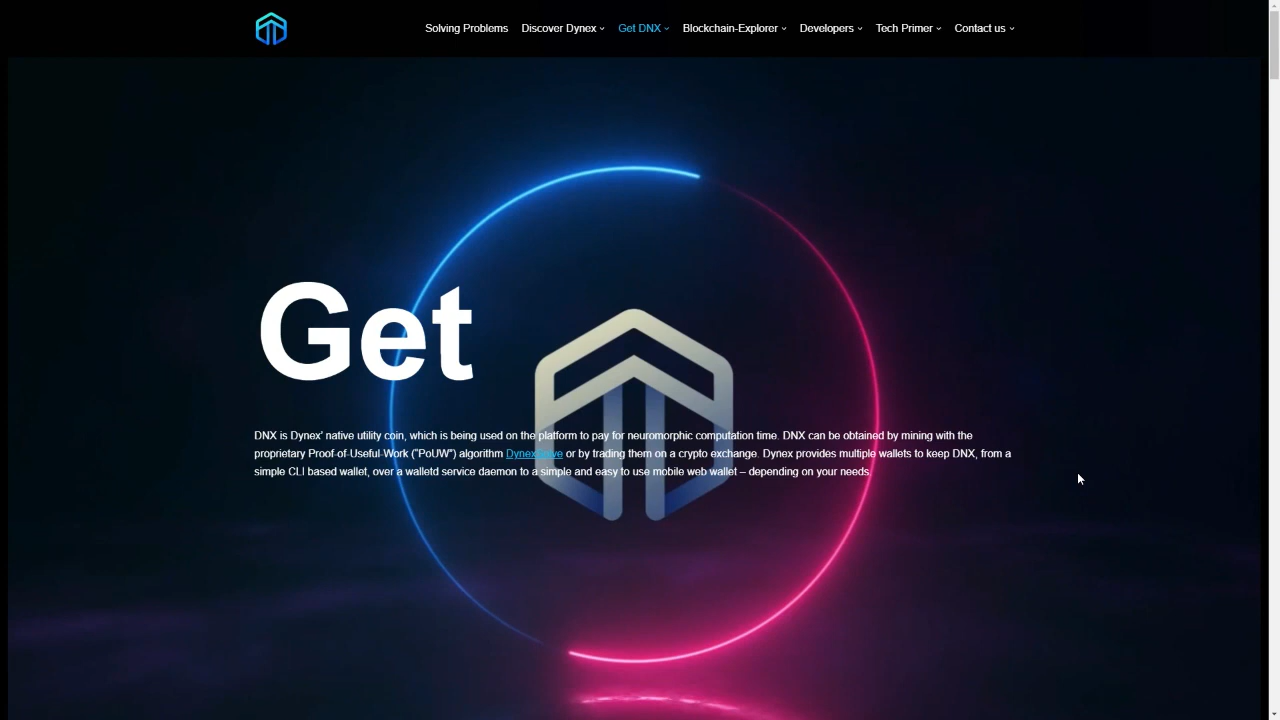 Solving Problems Discover Dynex Get DNX Blockchain-Explorer Developers Tech Primer Contact us
Get
DNX is Dynex' native utility coin, which is being used on the platform to pay for neuromorphic computation time. DNX can be obtained by mining with the
proprietary Proof-of-Useful-Work ("PoUW") algorithm DynexSolve or by trading them on a crypto exchange. Dynex provides multiple wallets to keep DNX, from a
simple CLI based wallet, over a walletd service daemon to a simple and easy to use mobile web wallet – depending on your needs.